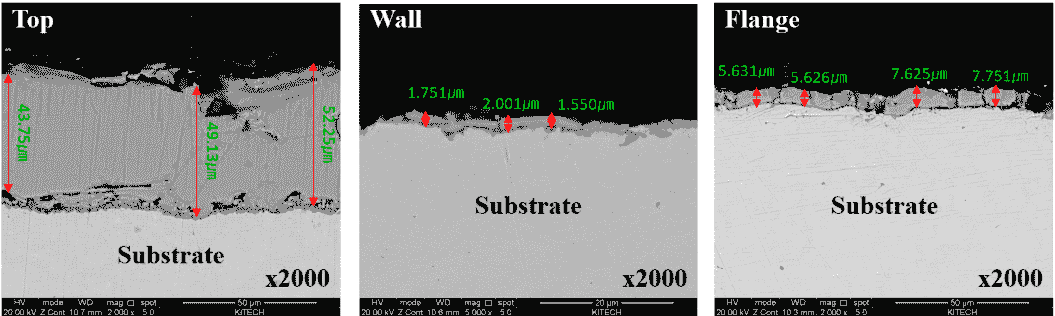 Top
43.75μm
49.13μm
52.25μm
Substrate
x2000
HV mode WD mag □ spot
20.00 kV Z Cont 10.7 mm 2 000 x 5.0
50 μm
KITECH
Wall
1.751μm
2.001μm
1.550μm
Substrate
x2000
HV mode WD mag □ spot
20.00 kV Z Cont 10.6 mm 5 000 x 5.0
20 μm
KITECH
Flange
5.631μm
5.626μm
7.625μm
7.751μm
Substrate
x2000
HV mode WD mag □ spot
20.00 kV Z Cont 10.3 mm 2 000 x 5.0
50 μm
KITECH